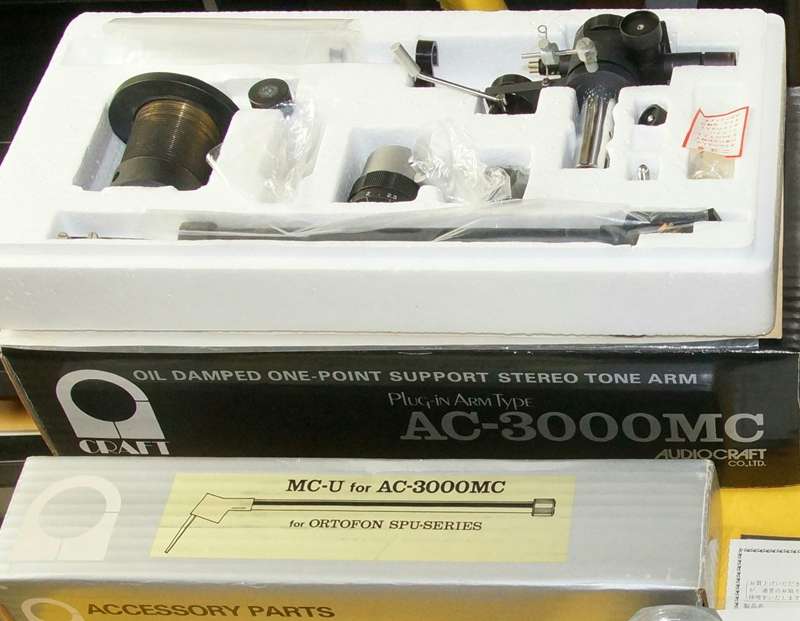 OIL DAMPED ONE-POINT SUPPORT STEREO TONE ARM
PLUG-IN ARM TYPE
AC-3000MC
CRAFT
AUDIOCRAFT
CO., LTD.
MC-U for AC-3000MC
for ORTOFON SPU-SERIES
ACCESSORY PARTS